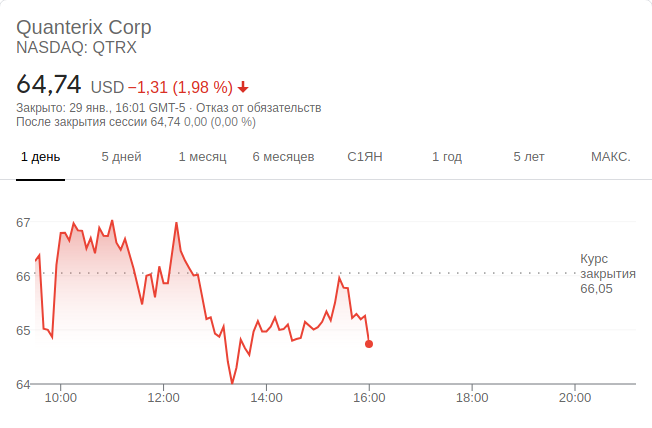 Quanterix Corp
NASDAQ: QTRX
64,74 USD −1,31 (1,98 %)
Закрыто: 29 янв., 16:01 GMT-5 · Отказ от обязательств
После закрытия сессии 64,74 0,00 (0,00 %)
1 день 5 дней 1 месяц 6 месяцев С1ЯН 1 год 5 лет МАКС.
67
66
65
64
Курс
закрытия
66,05
10:00 12:00 14:00 16:00 18:00 20:00